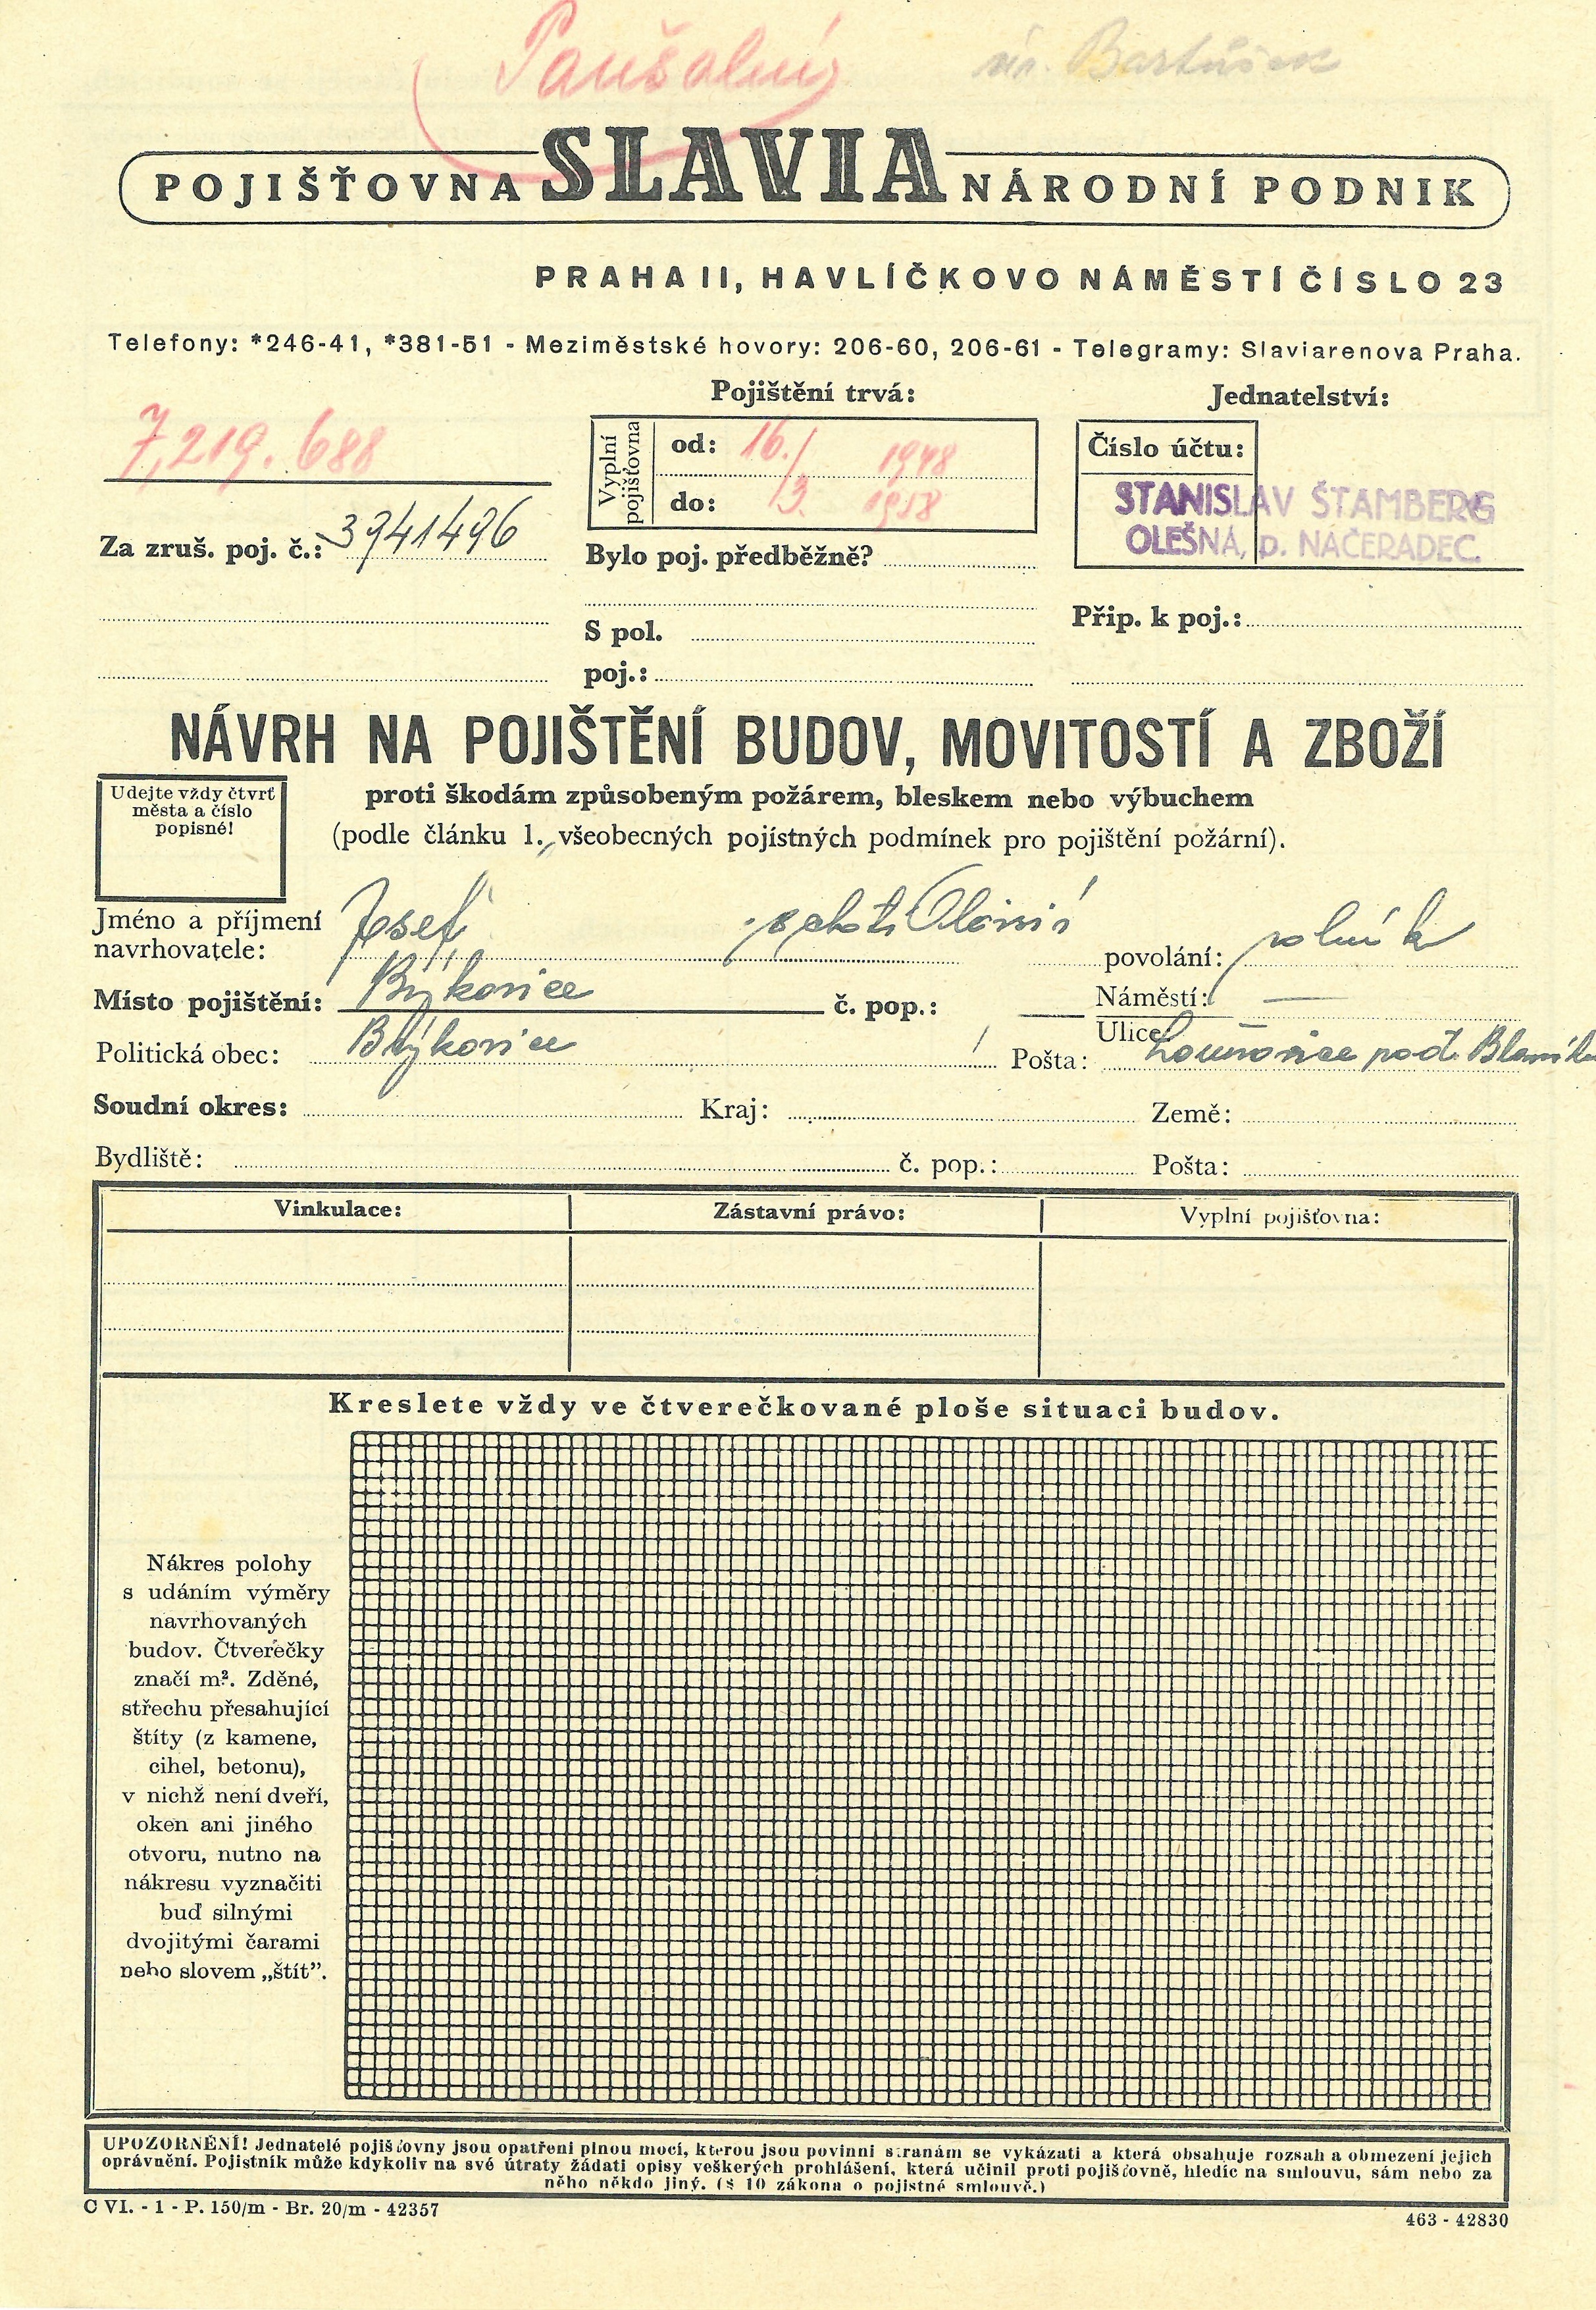 Paušalní
POJIŠŤOVNA SLAVIA NÁRODNÍ PODNIK
PRAHA II, HAVLÍČKOVO NÁMĚSTÍ ČÍSLO 23
Telefony: *246-41, *381-51 - Meziměstské hovory: 206-60, 206-61 - Telegramy: Slaviarenova Praha.
Pojištění trvá:
Jednatelství:
7,219.688
Vyplní pojišťovna
od: 16./ 1948
do: 13. 1958
Číslo účtu:
STANISLAV ŠTAMBERG
OLEŠNÁ, p. NAČERADEC.
Za zruš. poj. č.: 3941496
Bylo poj. předběžně?
Přip. k poj.:
S pol.
poj.:
NÁVRH NA POJIŠTĚNÍ BUDOV, MOVITOSTÍ A ZBOŽÍ
Udejte vždy čtvrť
města a číslo
popisné!
proti škodám způsobeným požárem, bleskem nebo výbuchem
(podle článku 1. všeobecných pojístných podmínek pro pojištění požární).
Jméno a příjmení
navrhovatele: Josef povolání: rolník
Místo pojištění: Býkovice č. pop.: Náměstí: —
Ulice
Politická obec: Býkovice Pošta: Louňovice pod. Blaník
Soudní okres: Kraj: Země:
Bydliště: č. pop.: Pošta:
Vinkulace: Zástavní právo: Vyplní pojišťovna:
Kreslete vždy ve čtverečkované ploše situaci budov.
Nákres polohy
s udáním výměry
navrhovaných
budov. Čtverečky
značí m². Zděné,
střechu přesahující
štíty (z kamene,
cihel, betonu),
v nichž není dveří,
oken ani jiného
otvoru, nutno na
nákresu vyznačiti
buď silnými
dvojitými čarami
nebo slovem „štít".
UPOZORNĚNÍ! Jednatelé pojišťovny jsou opatřeni plnou mocí, kterou jsou povinni stranám se vykázati a která obsahuje rozsah a obmezení jejich
oprávnění. Pojistník může kdykoliv na své útraty žádati opisy veškerých prohlášení, která učinil proti pojišťovně, hledíc na smlouvu, sám nebo za
něho někdo jiný. (§ 10 zákona o pojistné smlouvě.)
C VI. - 1 - P. 150/m - Br. 20/m - 42357
463 - 42830